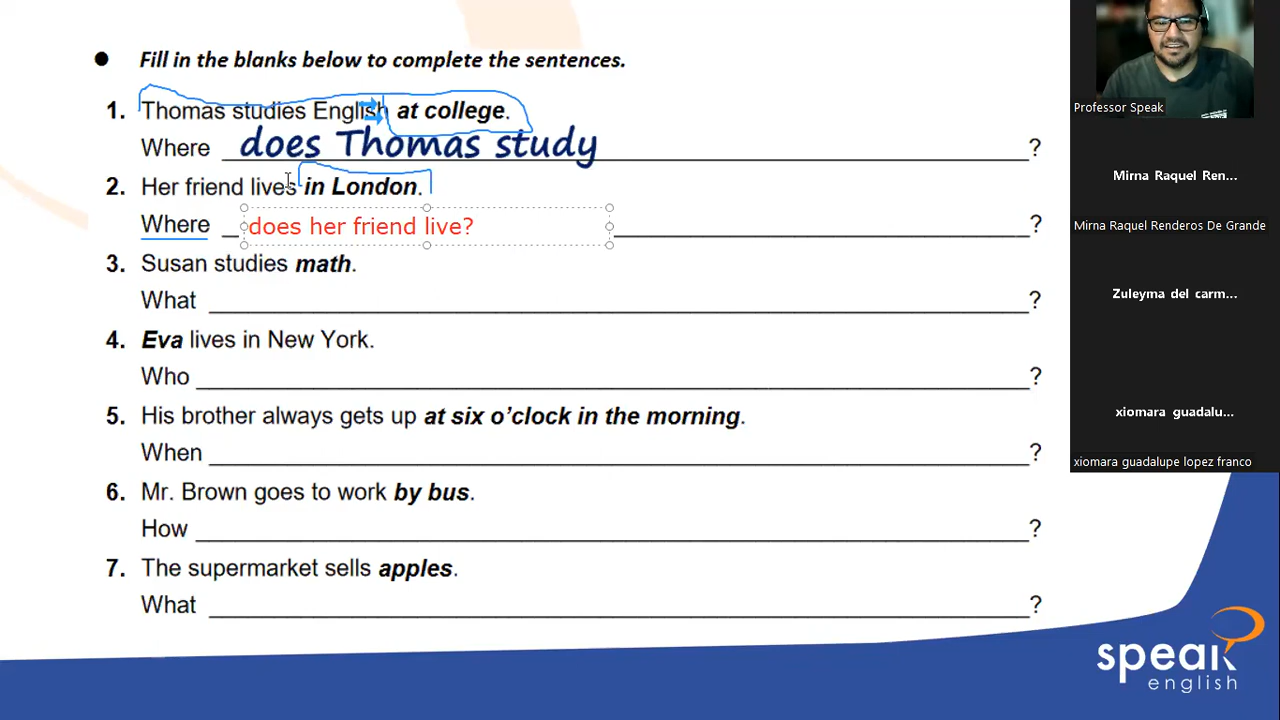 ● Fill in the blanks below to complete the sentences.
1. Thomas studies English at college.
Where does Thomas study ?
2. Her friend lives in London.
Where _ does her friend live? ?
3. Susan studies math.
What ?
4. Eva lives in New York.
Who ?
5. His brother always gets up at six o’clock in the morning.
When ?
6. Mr. Brown goes to work by bus.
How ?
7. The supermarket sells apples.
What ?
Professor Speak
Mirna Raquel Ren...
Mirna Raquel Renderos De Grande
Zuleyma del carm...
xiomara guadalu...
xiomara guadalupe lopez franco
speak
english